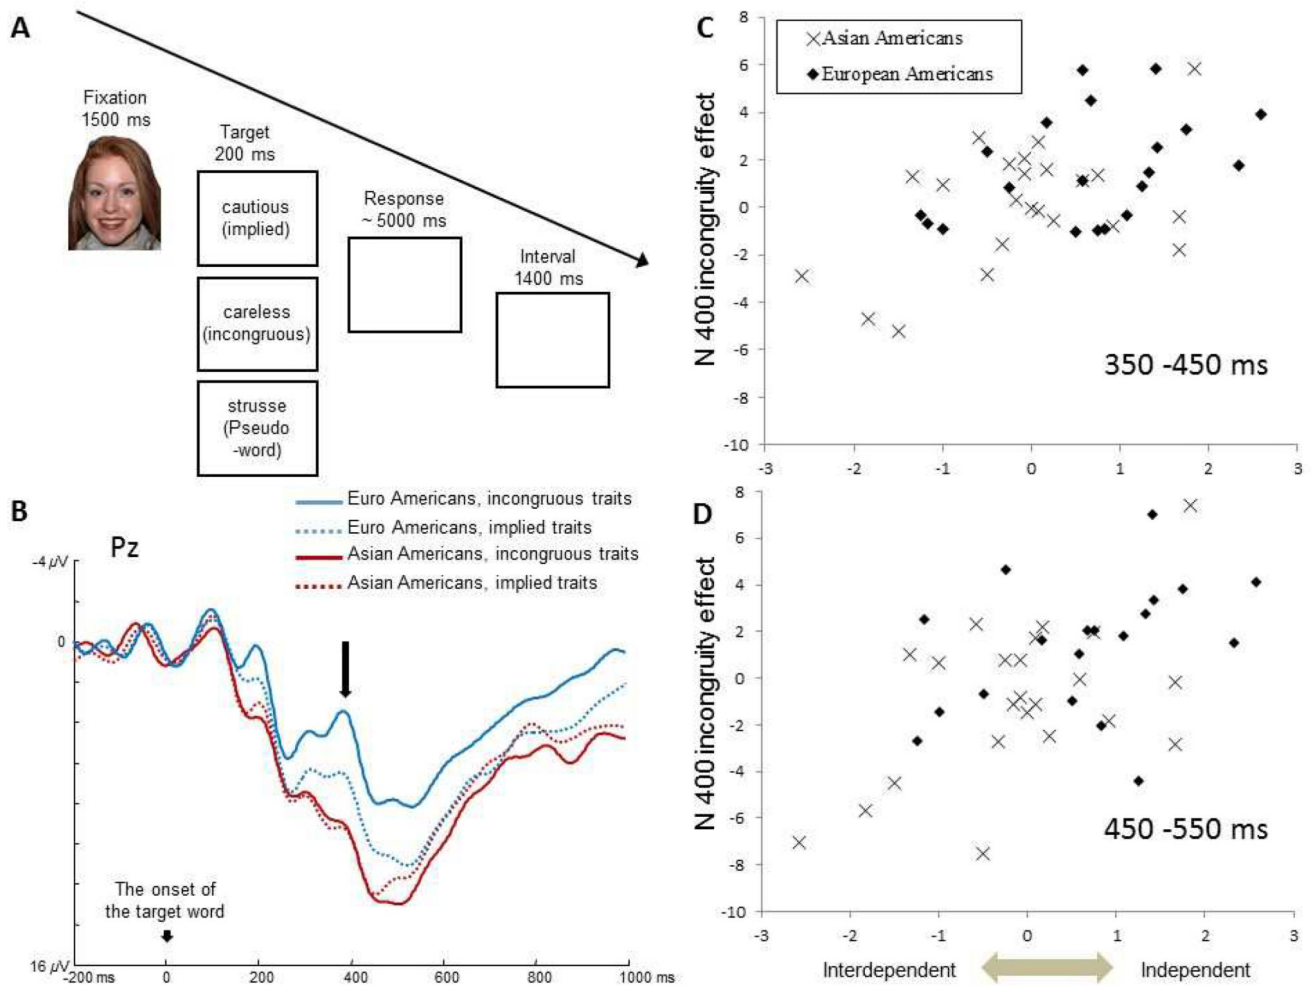 A
Fixation
1500 ms
Target
200 ms
cautious
(implied)
careless
(incongruous)
strusse
(Pseudo
-word)
Response
~ 5000 ms
Interval
1400 ms
B
Pz
Euro Americans, incongruous traits
Euro Americans, implied traits
Asian Americans, incongruous traits
Asian Americans, implied traits
-4 μV
0
16 μV
The onset of
the target word
-200 ms 0 200 400 600 800 1000 ms
C
Asian Americans
European Americans
N 400 incongruity effect
8
6
4
2
0
-2
-4
-6
-8
-10
350 -450 ms
-3 -2 -1 0 1 2 3
D
N 400 incongruity effect
8
6
4
2
0
-2
-4
-6
-8
-10
450 -550 ms
-3 -2 -1 0 1 2 3
Interdependent Independent